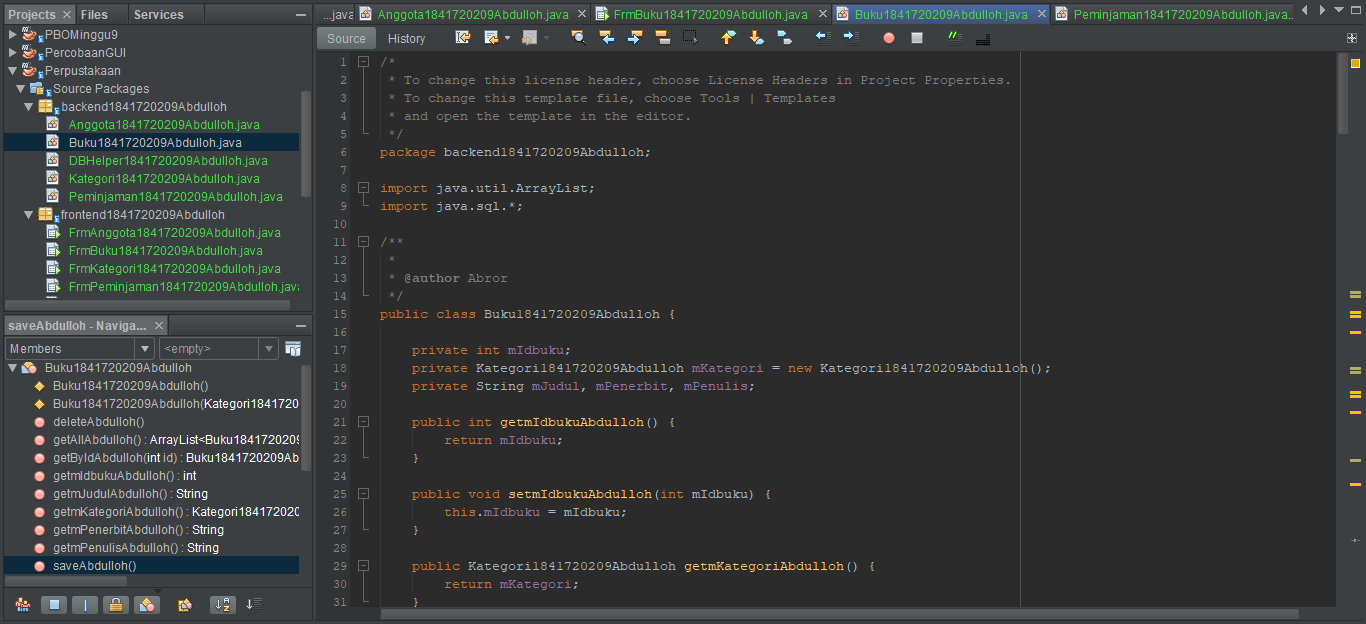 Projects
Files
Services
PBOMinggu9
PercobaanGUI
Perpustakaan
Source Packages
backend1841720209Abdulloh
Anggota1841720209Abdulloh.java
Buku1841720209Abdulloh.java
DBHelper1841720209Abdulloh.java
Kategori1841720209Abdulloh.java
Peminjaman1841720209Abdulloh.java
frontend1841720209Abdulloh
FrmAnggota1841720209Abdulloh.java
FrmBuku1841720209Abdulloh.java
FrmKategori1841720209Abdulloh.java
FrmPeminjaman1841720209Abdulloh.java
saveAbdulloh - Naviga...
Members
<empty>
Buku1841720209Abdulloh
Buku1841720209Abdulloh()
Buku1841720209Abdulloh(Kategori1841720
deleteAbdulloh()
getAllAbdulloh() : ArrayList<Buku1841720209
getByIdAbdulloh(int id) : Buku1841720209Ab
getmIdbukuAbdulloh() : int
getmJudulAbdulloh() : String
getmKategoriAbdulloh() : Kategori184172020
getmPenerbitAbdulloh() : String
getmPenulisAbdulloh() : String
saveAbdulloh()
...java
Anggota1841720209Abdulloh.java
FrmBuku1841720209Abdulloh.java
Buku1841720209Abdulloh.java
Peminjaman1841720209Abdulloh.java...
Source
History
1 /*
2 * To change this license header, choose License Headers in Project Properties.
3 * To change this template file, choose Tools | Templates
4 * and open the template in the editor.
5 */
6 package backend1841720209Abdulloh;
7
8 import java.util.ArrayList;
9 import java.sql.*;
10
11 /**
12 *
13 * @author Abror
14 */
15 public class Buku1841720209Abdulloh {
16
17 private int mIdbuku;
18 private Kategori1841720209Abdulloh mKategori = new Kategori1841720209Abdulloh();
19 private String mJudul, mPenerbit, mPenulis;
20
21 public int getmIdbukuAbdulloh() {
22 return mIdbuku;
23 }
24
25 public void setmIdbukuAbdulloh(int mIdbuku) {
26 this.mIdbuku = mIdbuku;
27 }
28
29 public Kategori1841720209Abdulloh getmKategoriAbdulloh() {
30 return mKategori;
31 }